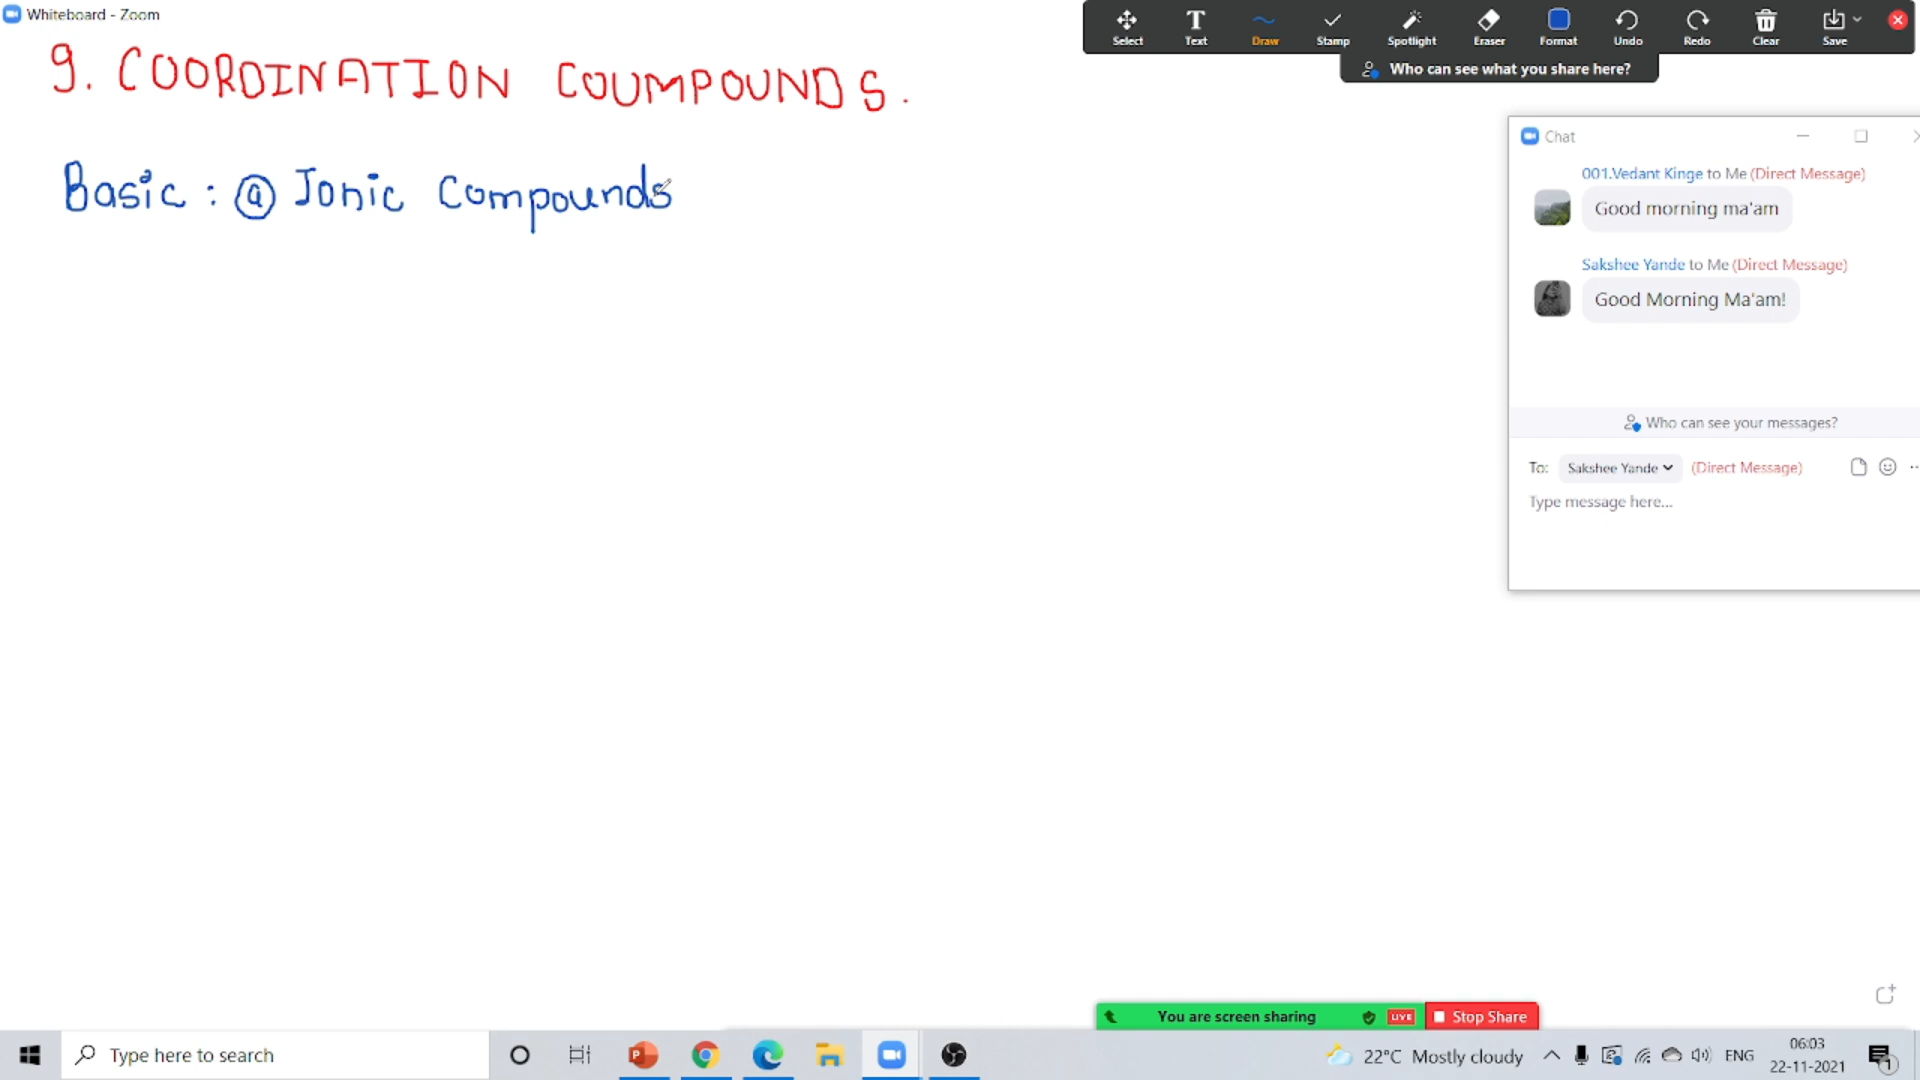 Whiteboard - Zoom
Select Text Draw Stamp Spotlight Eraser Format Undo Redo Clear Save
Who can see what you share here?
9. COORDINATION COUMPOUNDS.
Basic : ⓐ Ionic Compounds
Chat
001.Vedant Kinge to Me (Direct Message)
Good morning ma'am
Sakshee Yande to Me (Direct Message)
Good Morning Ma'am!
Who can see your messages?
To: Sakshee Yande (Direct Message)
Type message here...
You are screen sharing LIVE Stop Share
Type here to search
22°C Mostly cloudy ENG
06:03
22-11-2021
1